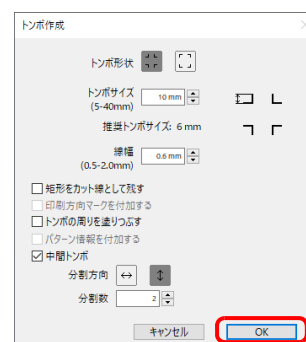 トンボ作成
トンボ形状
トンボサイズ 10 mm
(5-40mm)
推奨トンボサイズ: 6 mm
線幅 0.6 mm
(0.5-2.0mm)
矩形をカット線として残す
印刷方向マークを付加する
トンボの周りを塗りつぶす
パターン情報を付加する
中間トンボ
分割方向
分割数 2
キャンセル OK